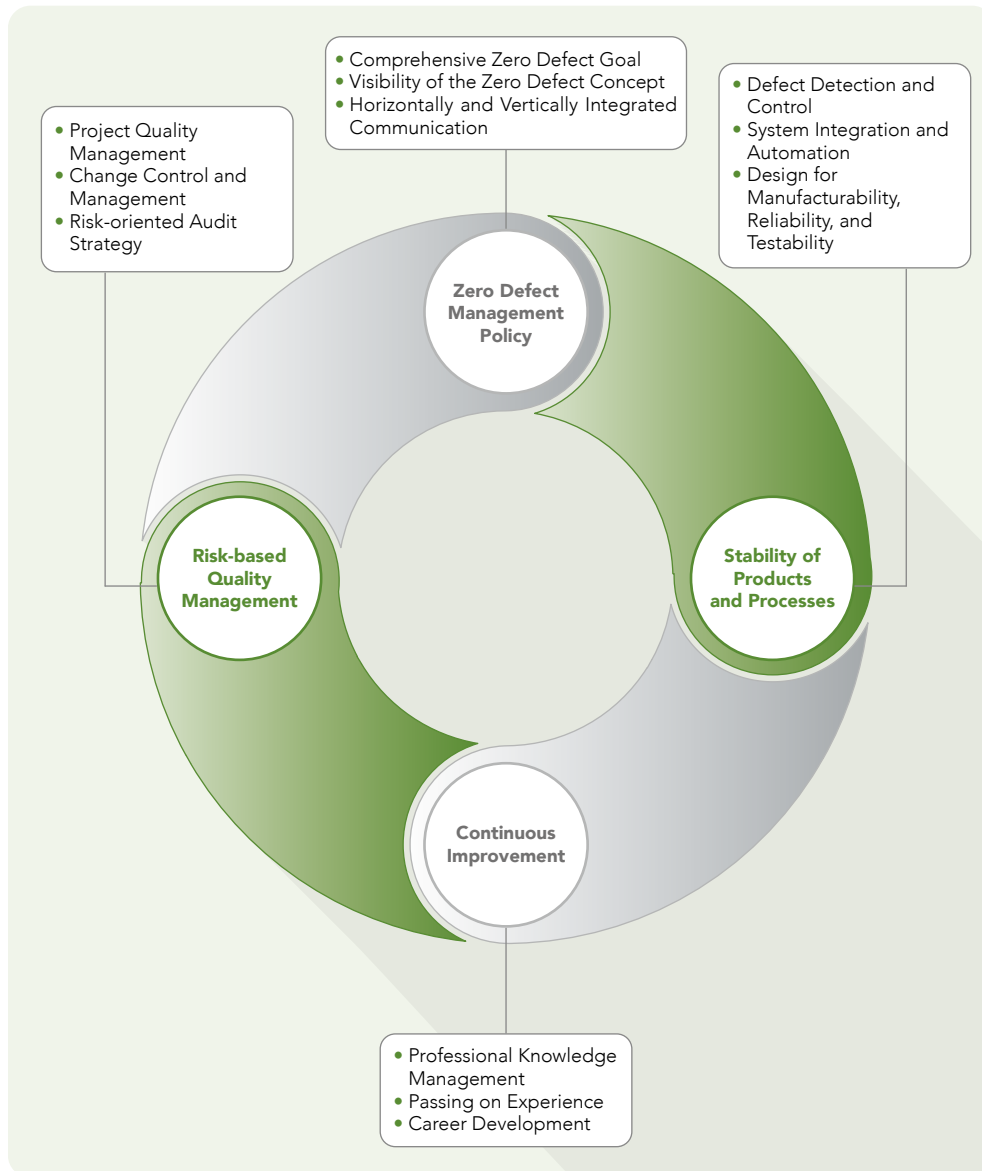 • Comprehensive Zero Defect Goal
• Visibility of the Zero Defect Concept
• Horizontally and Vertically Integrated
Communication
• Defect Detection and
Control
• System Integration and
Automation
• Design for
Manufacturability,
Reliability, and
Testability
• Project Quality
Management
• Change Control and
Management
• Risk-oriented Audit
Strategy
Zero Defect
Management
Policy
Risk-based
Quality
Management
Stability of
Products
and Processes
Continuous
Improvement
• Professional Knowledge
Management
• Passing on Experience
• Career Development